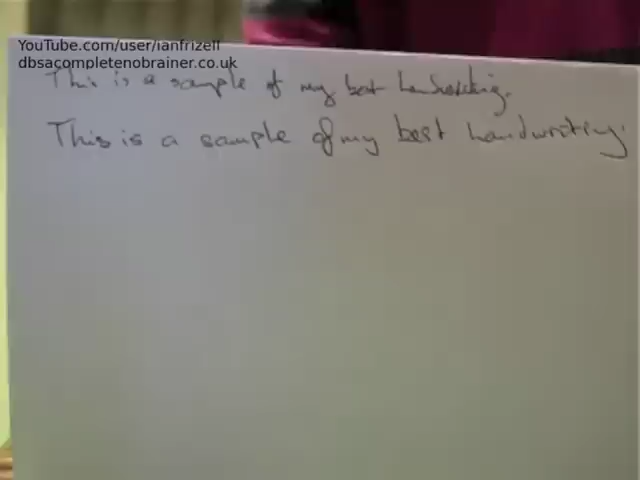 YouTube.com/user/ianfrizell
dbsacompletenobrainer.co.uk
This is a sample of my best handwriting.
This is a sample of my best handwriting.